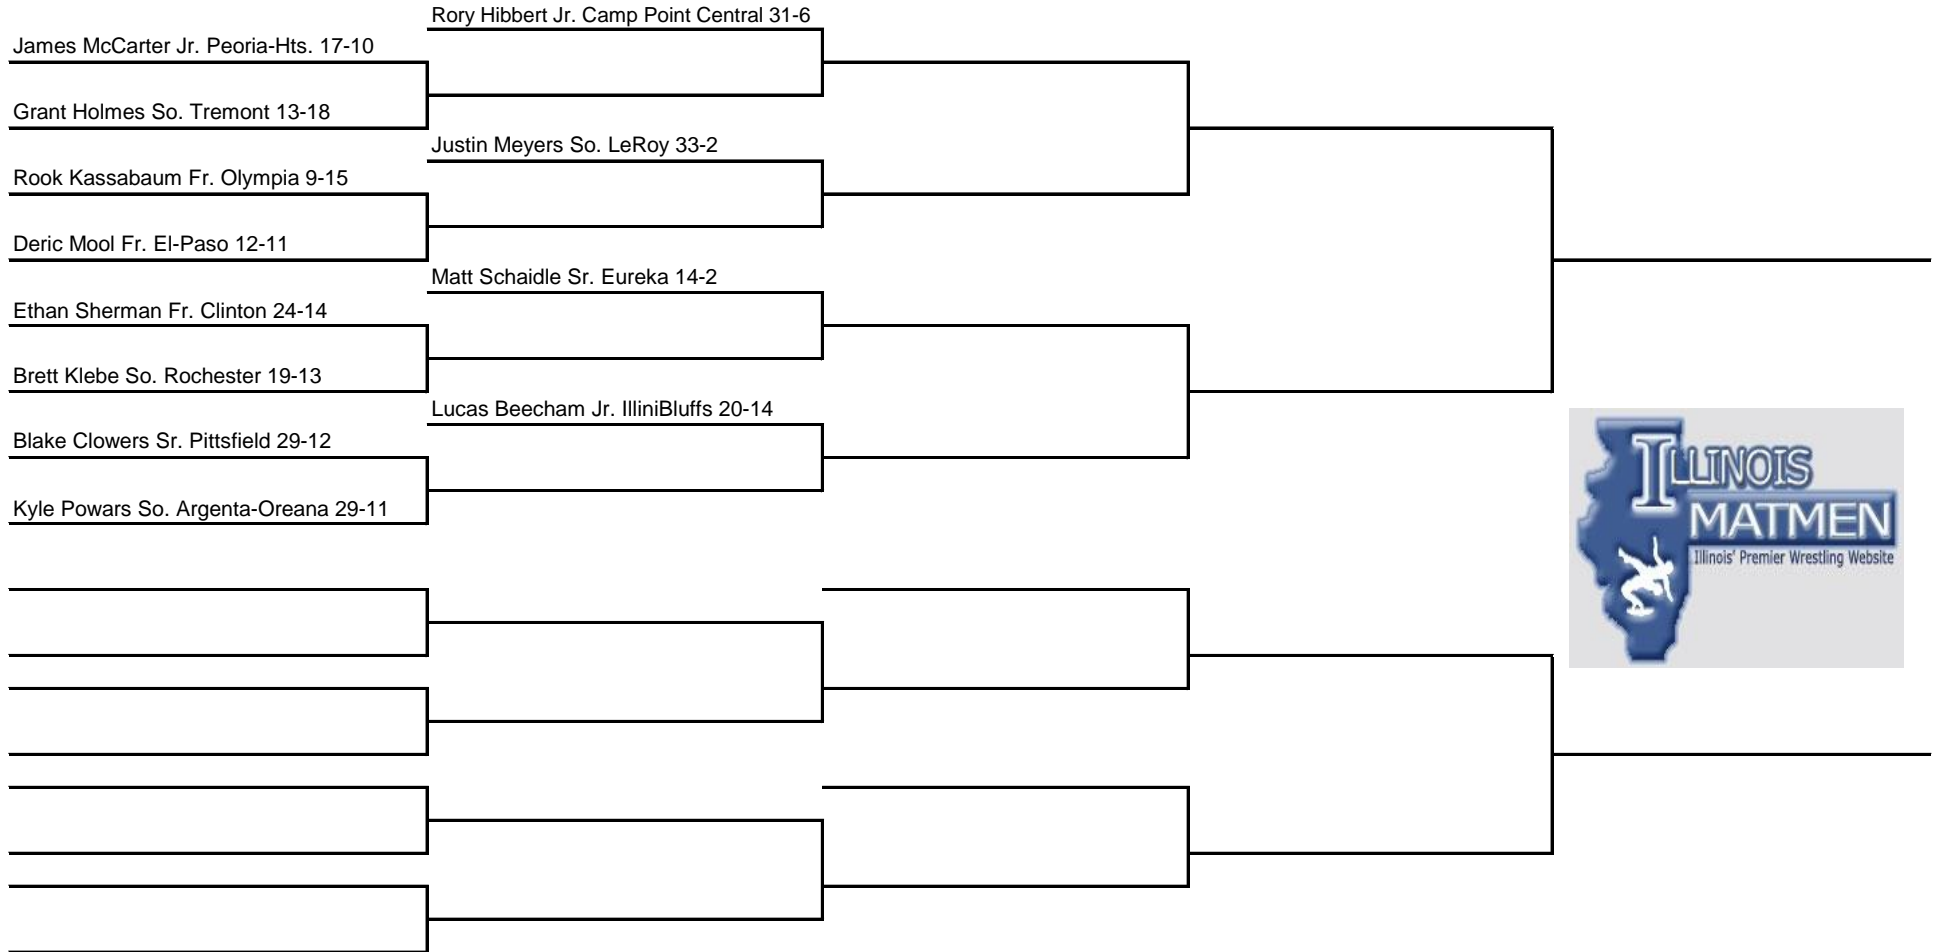 Rory Hibbert Jr. Camp Point Central 31-6
James McCarter Jr. Peoria-Hts. 17-10
Grant Holmes So. Tremont 13-18
Justin Meyers So. LeRoy 33-2
Rook Kassabaum Fr. Olympia 9-15
Deric Mool Fr. El-Paso 12-11
Matt Schaidle Sr. Eureka 14-2
Ethan Sherman Fr. Clinton 24-14
Brett Klebe So. Rochester 19-13
Lucas Beecham Jr. IlliniBluffs 20-14
Blake Clowers Sr. Pittsfield 29-12
Kyle Powars So. Argenta-Oreana 29-11
ILLINOIS
MATMEN
Illinois' Premier Wrestling Website